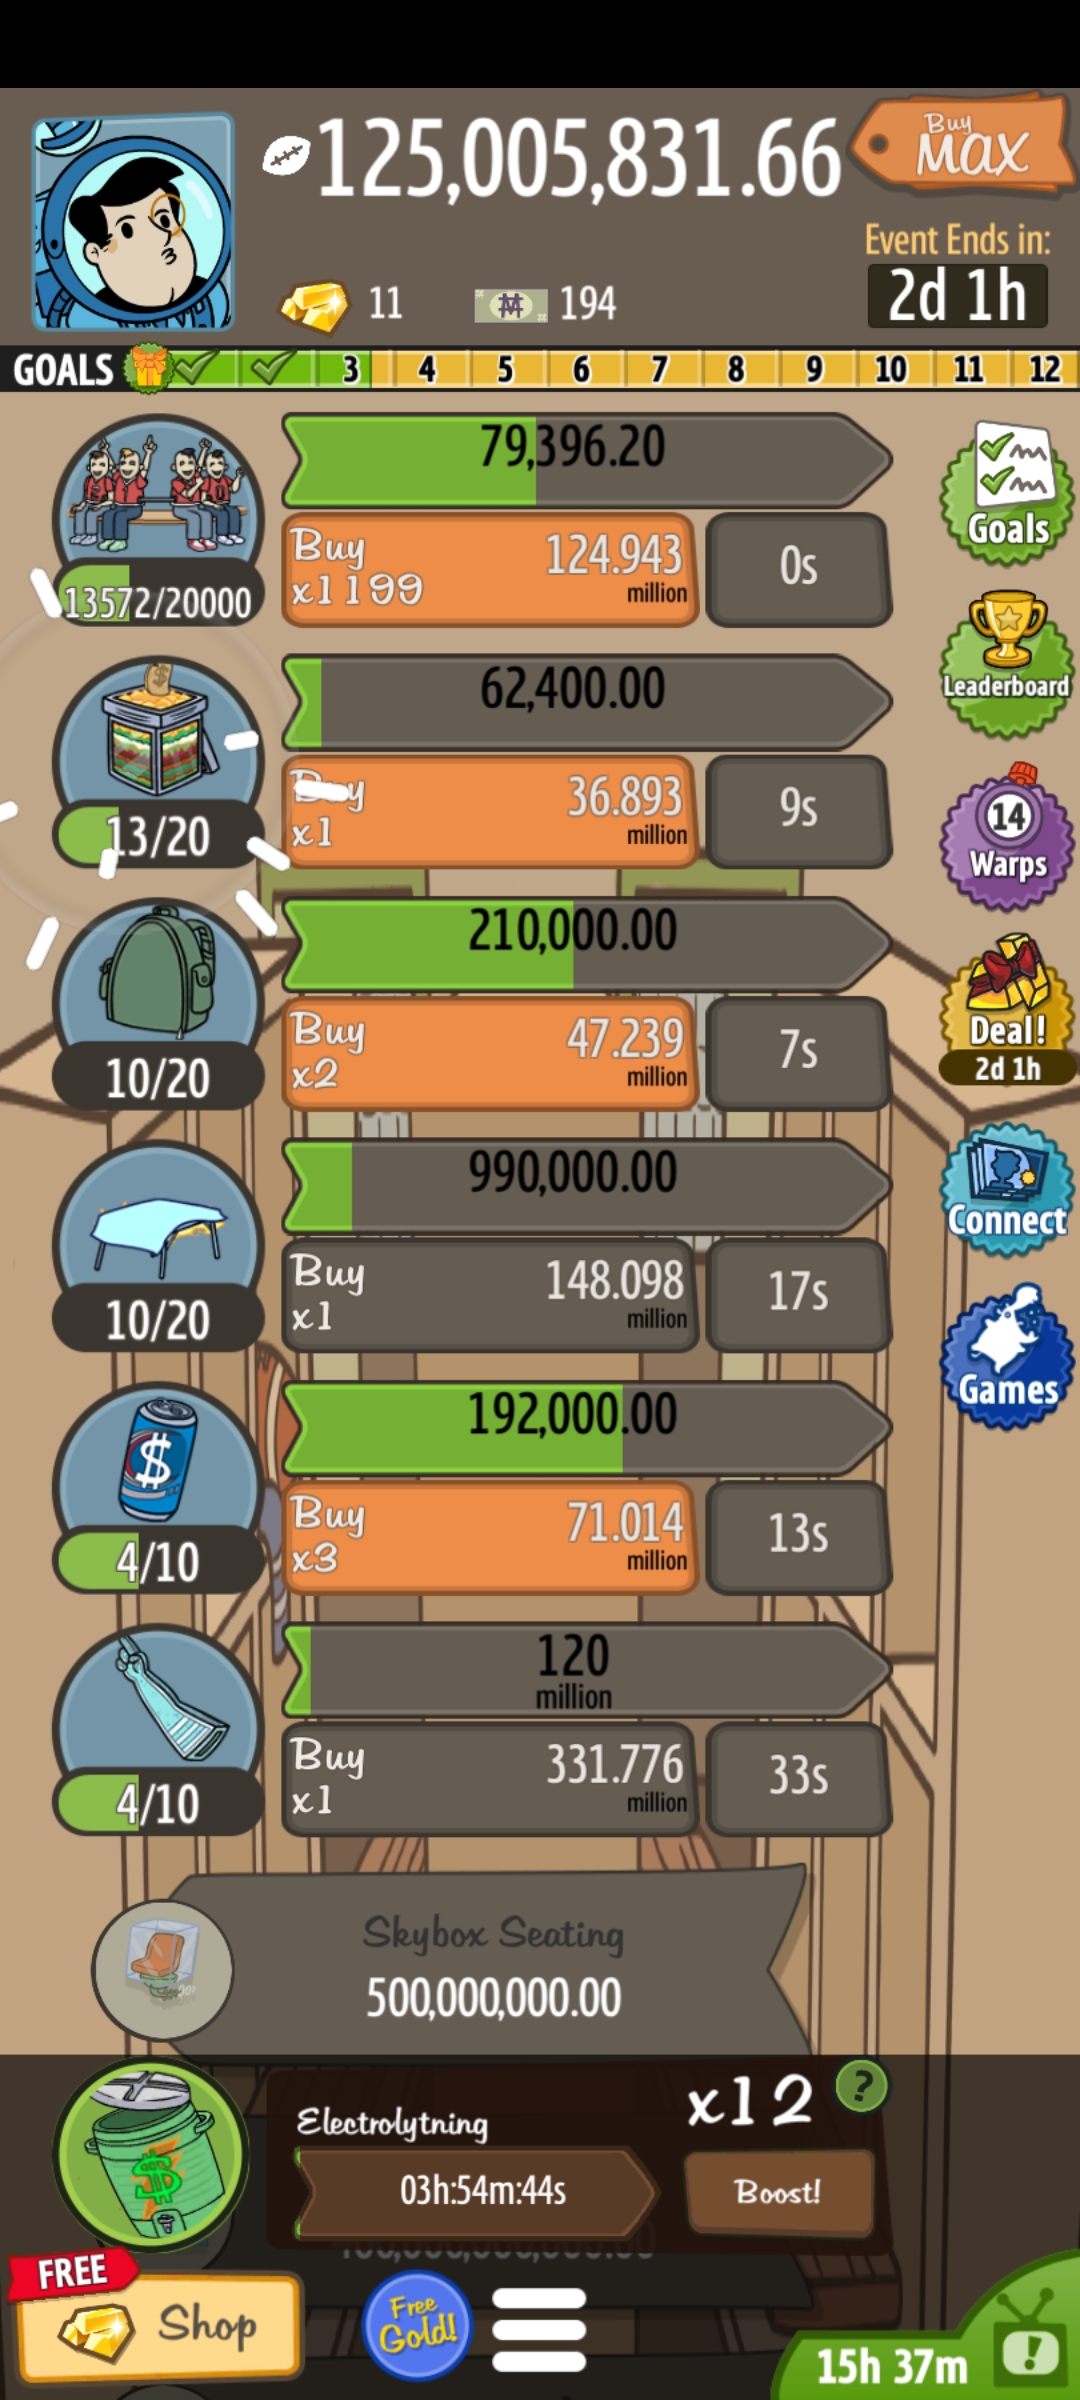 125,005,831.66
Buy
MAX
Event Ends in:
2d 1h
11
194
GOALS 3 4 5 6 7 8 9 10 11 12
79,396.20
Buy
x1199
124.943
million
0s
13572/20000
Goals
Leaderboard
62,400.00
Buy
x1
36.893
million
9s
13/20
14
Warps
210,000.00
Buy
x2
47.239
million
7s
10/20
Deal!
2d 1h
990,000.00
Buy
x1
148.098
million
17s
10/20
Connect
192,000.00
Buy
x3
71.014
million
13s
4/10
Games
120
million
Buy
x1
331.776
million
33s
4/10
Skybox Seating
500,000,000.00
Electrolytning
x12
?
03h:54m:44s
Boost!
FREE
Shop
Free
Gold!
15h 37m